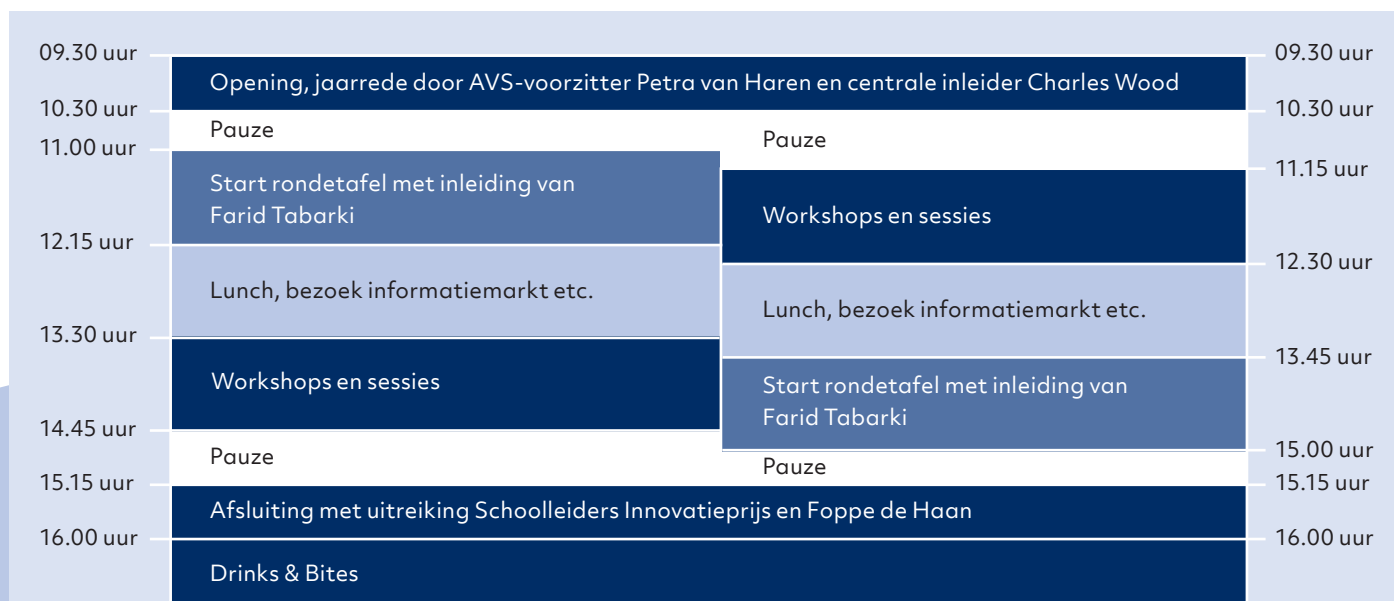 09.30 uur
09.30 uur
Opening, jaarrede door AVS-voorzitter Petra van Haren en centrale inleider Charles Wood
10.30 uur
10.30 uur
Pauze
Pauze
11.00 uur
11.15 uur
Start rondetafel met inleiding van
Farid Tabarki
Workshops en sessies
12.15 uur
12.30 uur
Lunch, bezoek informatiemarkt etc.
Lunch, bezoek informatiemarkt etc.
13.30 uur
13.45 uur
Workshops en sessies
Start rondetafel met inleiding van
Farid Tabarki
14.45 uur
15.00 uur
Pauze
Pauze
15.15 uur
15.15 uur
Afsluiting met uitreiking Schoolleiders Innovatieprijs en Foppe de Haan
16.00 uur
16.00 uur
Drinks & Bites